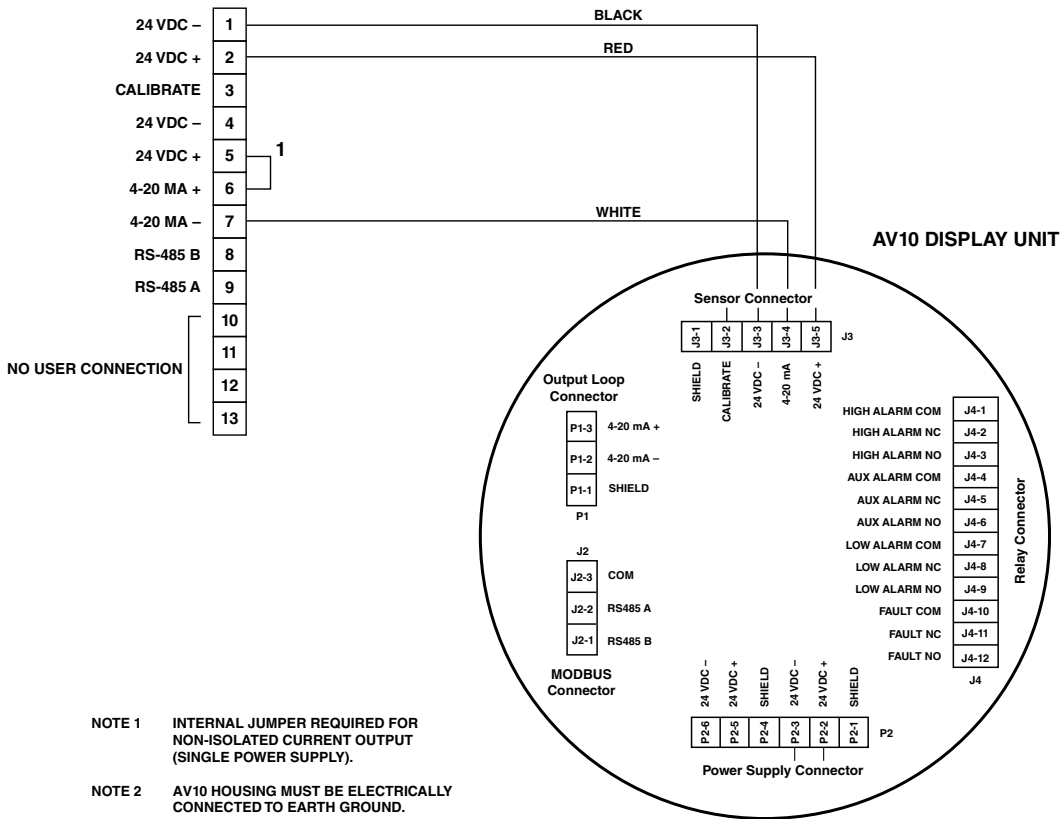 24 VDC – 1
24 VDC + 2
CALIBRATE 3
24 VDC – 4
24 VDC + 5
4-20 MA + 6
4-20 MA – 7
RS-485 B 8
RS-485 A 9
10
11
12
13
NO USER CONNECTION
1
BLACK
RED
WHITE
AV10 DISPLAY UNIT
Sensor Connector
J3-1
J3-2
J3-3
J3-4
J3-5
J3
SHIELD
CALIBRATE
24 VDC –
4-20 mA
24 VDC +
Output Loop
Connector
P1-3 4-20 mA +
P1-2 4-20 mA –
P1-1 SHIELD
P1
J2
J2-3 COM
J2-2 RS485 A
J2-1 RS485 B
MODBUS
Connector
HIGH ALARM COM J4-1
HIGH ALARM NC J4-2
HIGH ALARM NO J4-3
AUX ALARM COM J4-4
AUX ALARM NC J4-5
AUX ALARM NO J4-6
LOW ALARM COM J4-7
LOW ALARM NC J4-8
LOW ALARM NO J4-9
FAULT COM J4-10
FAULT NC J4-11
FAULT NO J4-12
J4
Relay Connector
24 VDC –
24 VDC +
SHIELD
24 VDC –
24 VDC +
SHIELD
P2-6
P2-5
P2-4
P2-3
P2-2
P2-1
P2
Power Supply Connector
NOTE 1 INTERNAL JUMPER REQUIRED FOR
NON-ISOLATED CURRENT OUTPUT
(SINGLE POWER SUPPLY).
NOTE 2 AV10 HOUSING MUST BE ELECTRICALLY
CONNECTED TO EARTH GROUND.